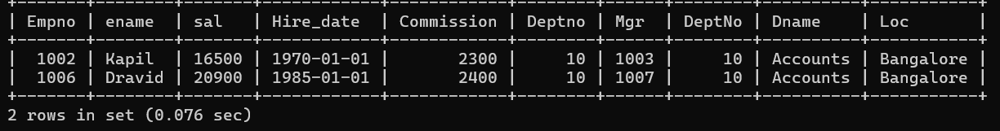 | Empno | ename | sal | Hire_date | Commission | Deptno | Mgr | DeptNo | Dname | Loc |
| 1002 | Kapil | 16500 | 1970-01-01 | 2300 | 10 | 1003 | 10 | Accounts | Bangalore |
| 1006 | Dravid | 20900 | 1985-01-01 | 2400 | 10 | 1007 | 10 | Accounts | Bangalore |
2 rows in set (0.076 sec)